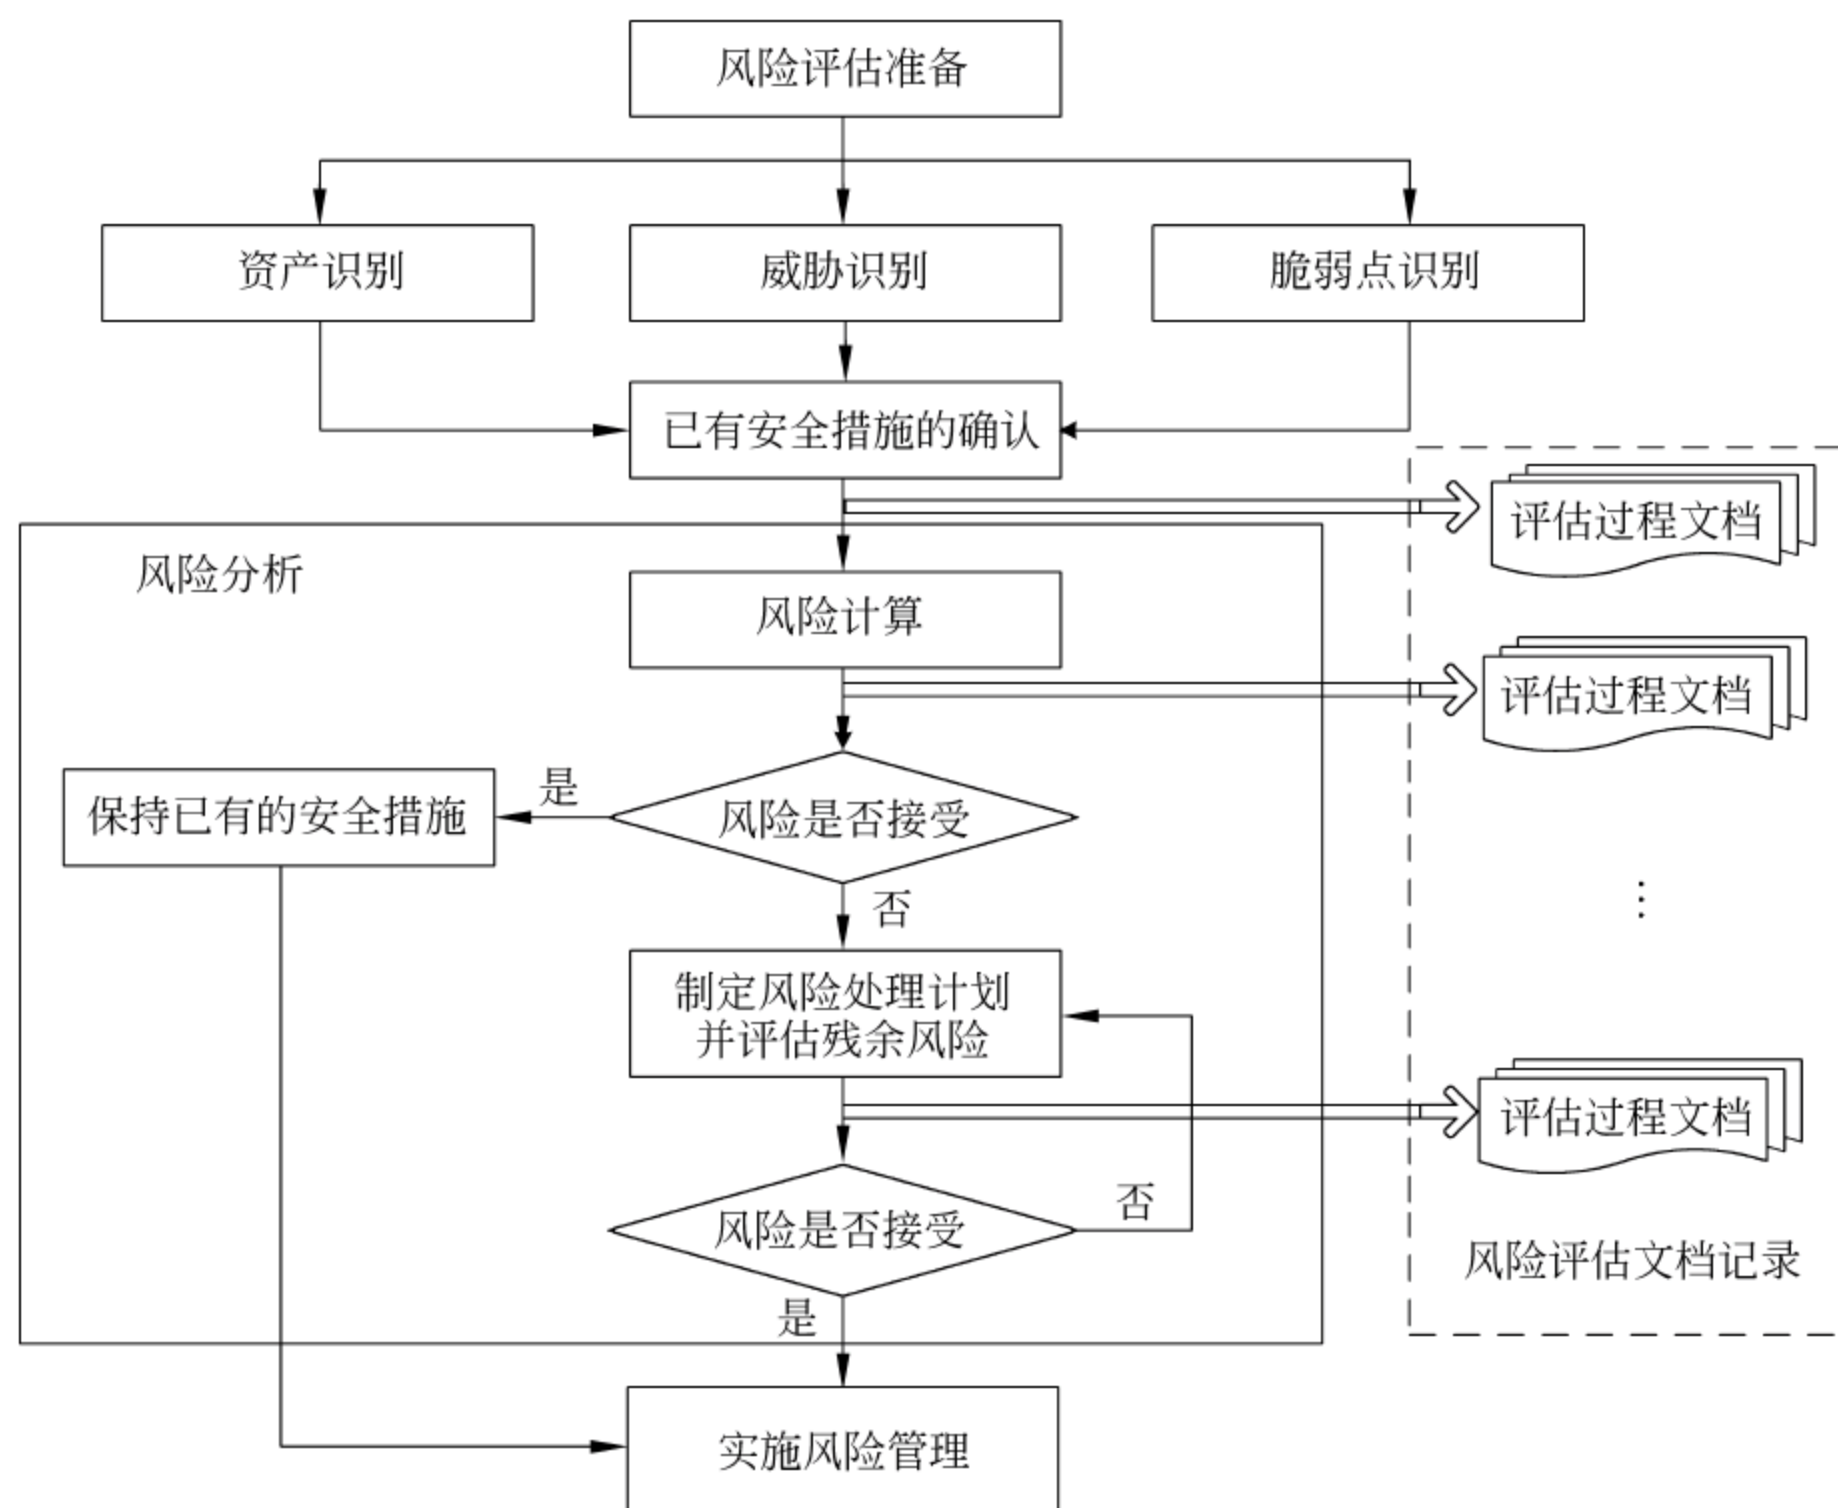 风险评估准备
资产识别
威胁识别
脆弱点识别
已有安全措施的确认
评估过程文档
风险分析
风险计算
评估过程文档
是
保持已有的安全措施
风险是否接受
否
⋮
制定风险处理计划
并评估残余风险
评估过程文档
否
风险是否接受
风险评估文档记录
是
实施风险管理